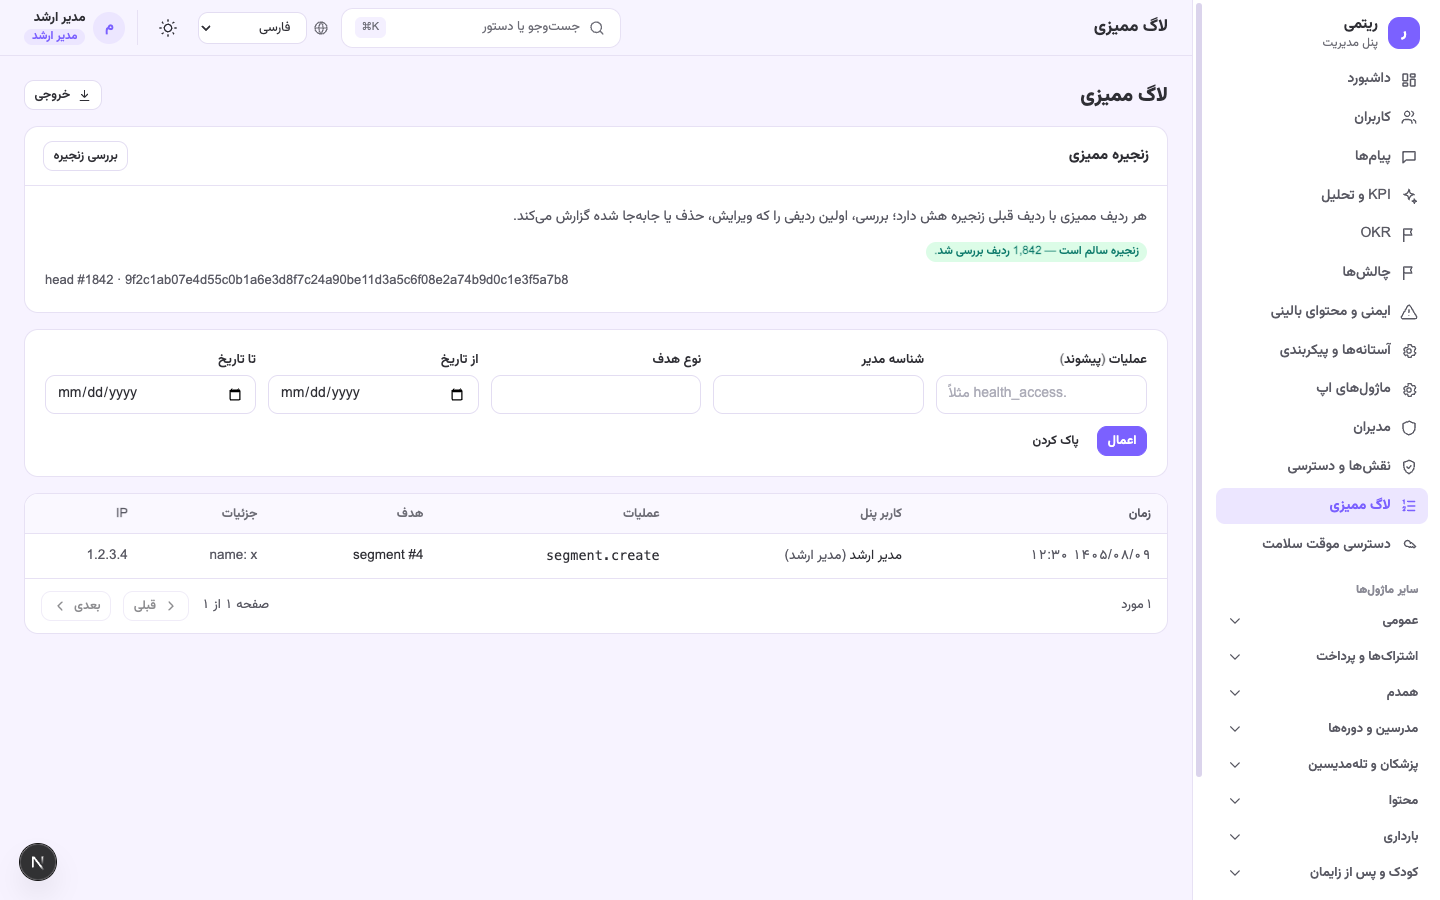 ریتمی
پنل مدیریت
داشبورد
کاربران
پیام‌ها
KPI و تحلیل
OKR
چالش‌ها
ایمنی و محتوای بالینی
آستانه‌ها و پیکربندی
ماژول‌های اپ
مدیران
نقش‌ها و دسترسی
لاگ ممیزی
دسترسی موقت سلامت
سایر ماژول‌ها
عمومی
اشتراک‌ها و پرداخت
همدم
مدرسین و دوره‌ها
پزشکان و تله‌مدیسین
محتوا
بارداری
کودک و پس از زایمان
لاگ ممیزی
جست‌وجو یا دستور
⌘K
فارسی
م
مدیر ارشد
مدیر ارشد
لاگ ممیزی
خروجی
زنجیره ممیزی
بررسی زنجیره
هر ردیف ممیزی با ردیف قبلی زنجیره هش دارد؛ بررسی، اولین ردیفی را که ویرایش، حذف یا جابه‌جا شده گزارش می‌کند.
زنجیره سالم است — 1,842 ردیف بررسی شد.
head #1842 · 9f2c1ab07e4d55c0b1a6e3d8f7c24a90be11d3a5c6f08e2a74b9d0c1e3f5a7b8
عملیات (پیشوند)
شناسه مدیر
نوع هدف
از تاریخ
تا تاریخ
مثلاً health_access.
mm/dd/yyyy
mm/dd/yyyy
اعمال
پاک کردن
زمان
کاربر پنل
عملیات
هدف
جزئیات
IP
۱۴۰۵/۰۸/۰۹ ۱۲:۳۰
مدیر ارشد (مدیر ارشد)
segment.create
segment #4
name: x
1.2.3.4
۱ مورد
صفحه ۱ از ۱
قبلی
بعدی
ر
N